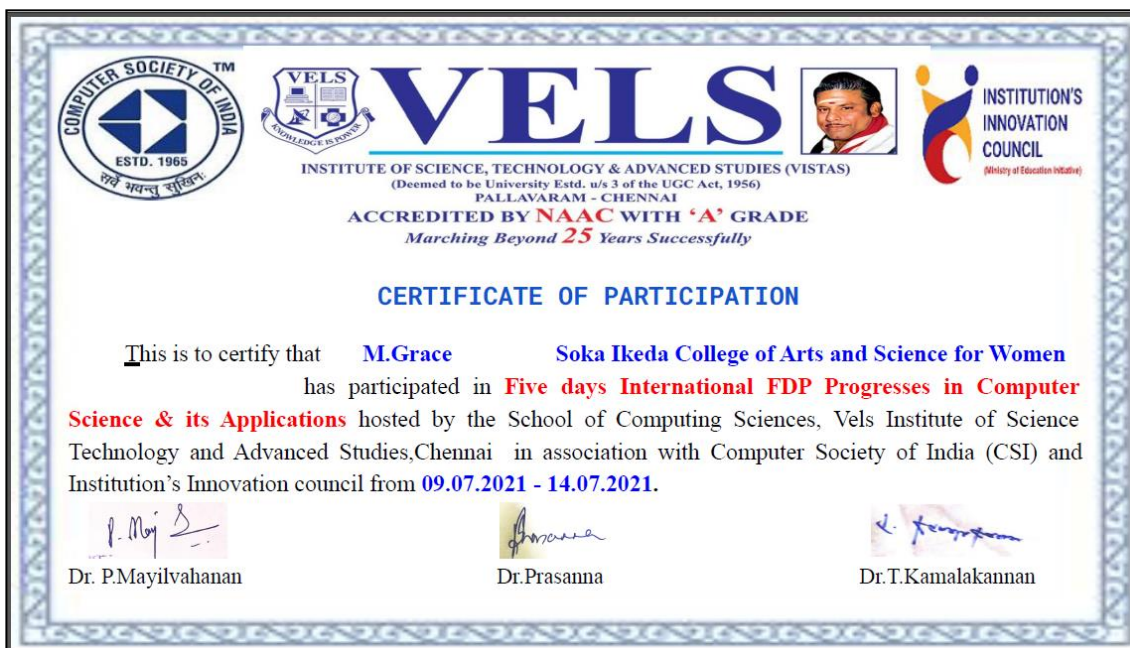 COMPUTER SOCIETY OF INDIA TM
ESTD. 1965
सर्वे भवन्तु सुखिनः
VELS
KNOWLEDGE IS POWER
VELS
INSTITUTION'S
INNOVATION
COUNCIL
(Ministry of Education Initiative)
INSTITUTE OF SCIENCE, TECHNOLOGY & ADVANCED STUDIES (VISTAS)
(Deemed to be University Estd. u/s 3 of the UGC Act, 1956)
PALLAVARAM - CHENNAI
ACCREDITED BY NAAC WITH ‘A’ GRADE
Marching Beyond 25 Years Successfully
CERTIFICATE OF PARTICIPATION
This is to certify that M.Grace Soka Ikeda College of Arts and Science for Women
has participated in Five days International FDP Progresses in Computer
Science & its Applications hosted by the School of Computing Sciences, Vels Institute of Science
Technology and Advanced Studies,Chennai in association with Computer Society of India (CSI) and
Institution’s Innovation council from 09.07.2021 - 14.07.2021.
Prasanna
Dr. P.Mayilvahanan Dr.Prasanna Dr.T.Kamalakannan